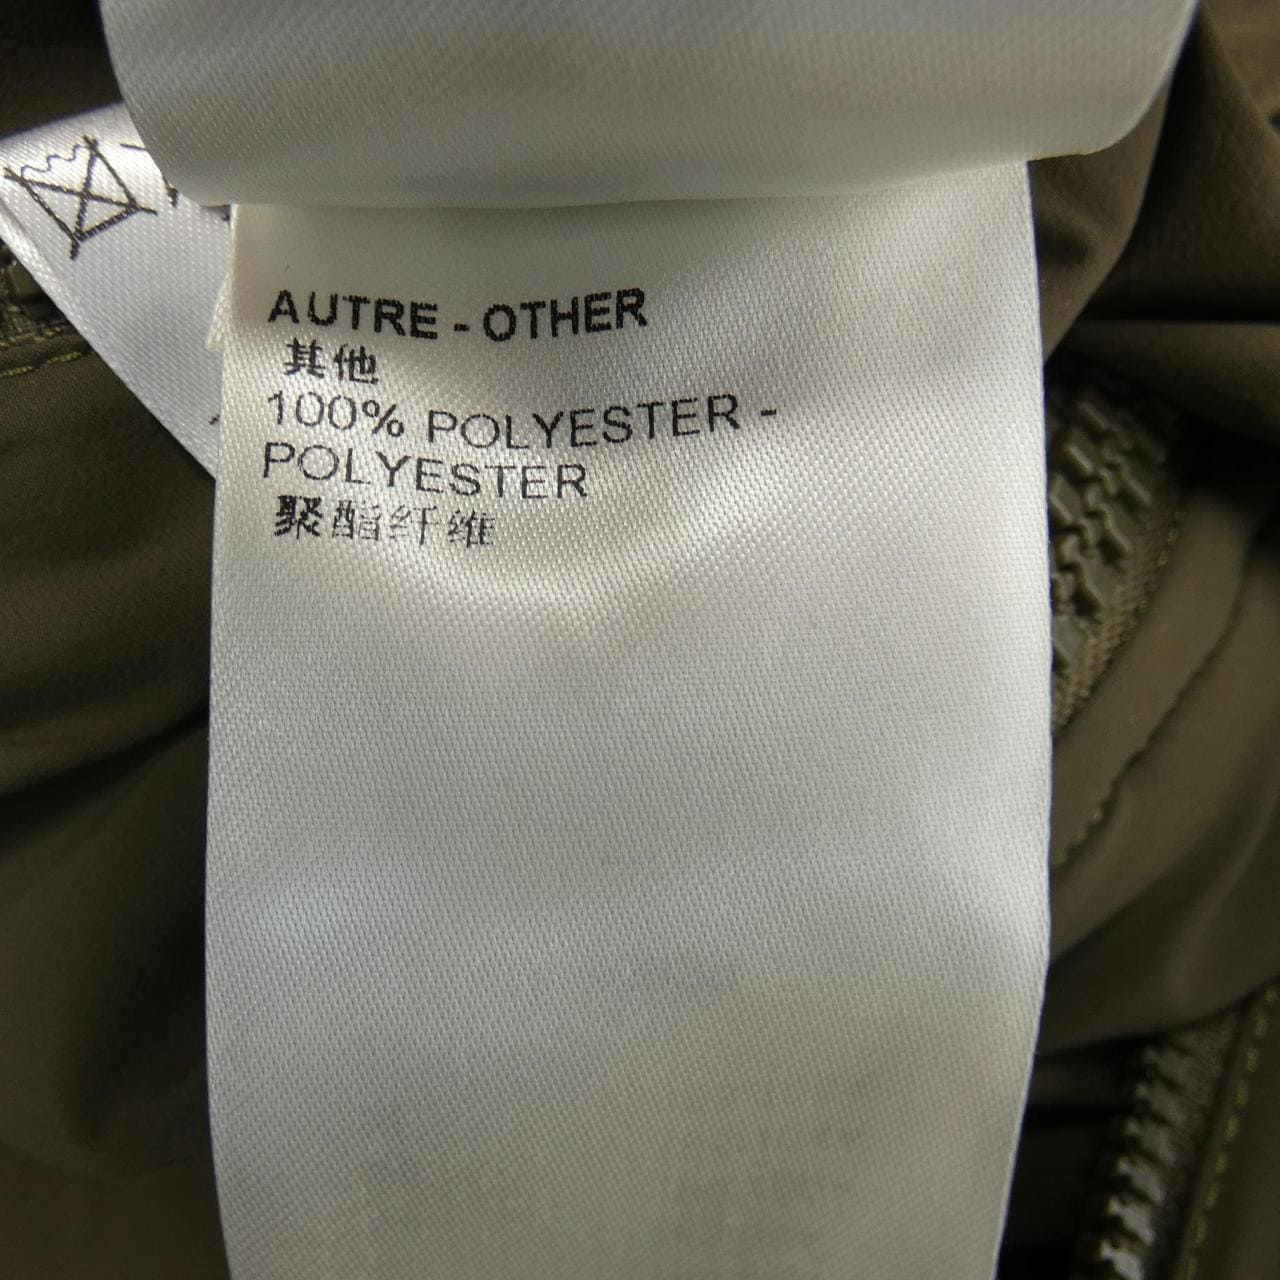 AUTRE - OTHER
其他
100% POLYESTER -
POLYESTER
聚酯纤维